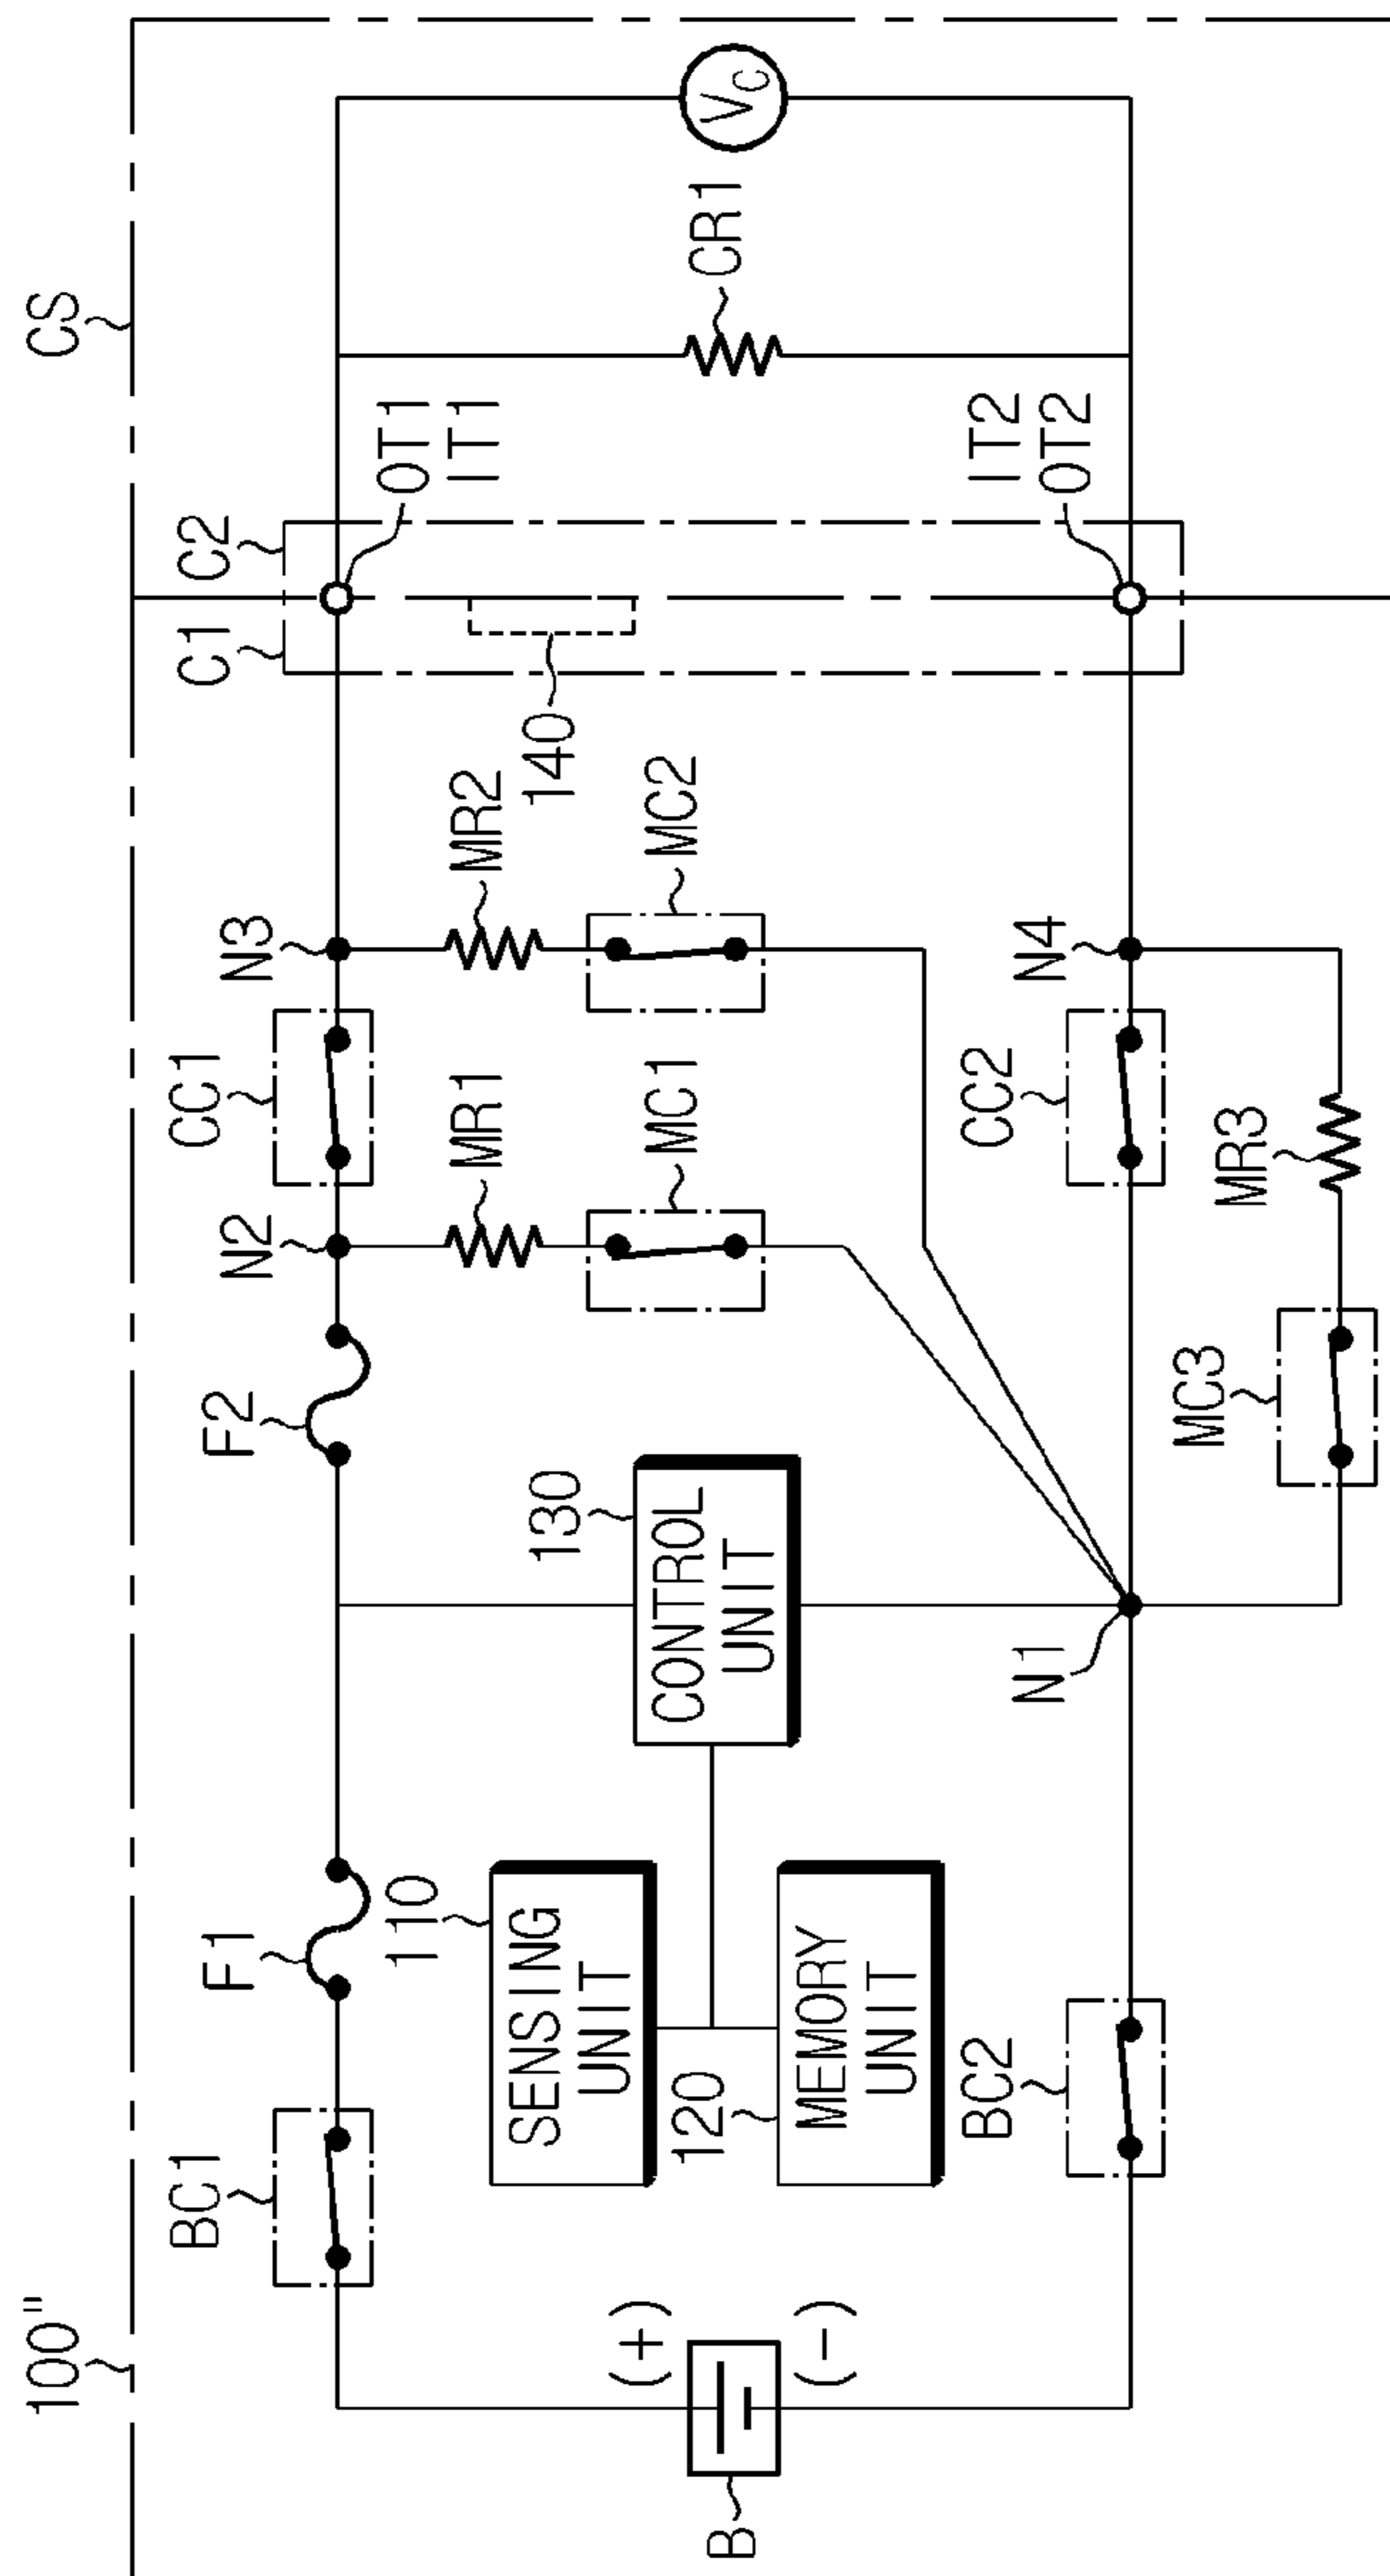 100"
CS
BC1
F1
F2
N2
CC1
N3
C1
C2
OT1
IT1
110
SENSING
UNIT
130
CONTROL
UNIT
MR1
MR2
140
MC1
MC2
120
MEMORY
UNIT
B
(+)
(-)
CR1
VC
IT2
OT2
BC2
N1
CC2
N4
MC3
MR3